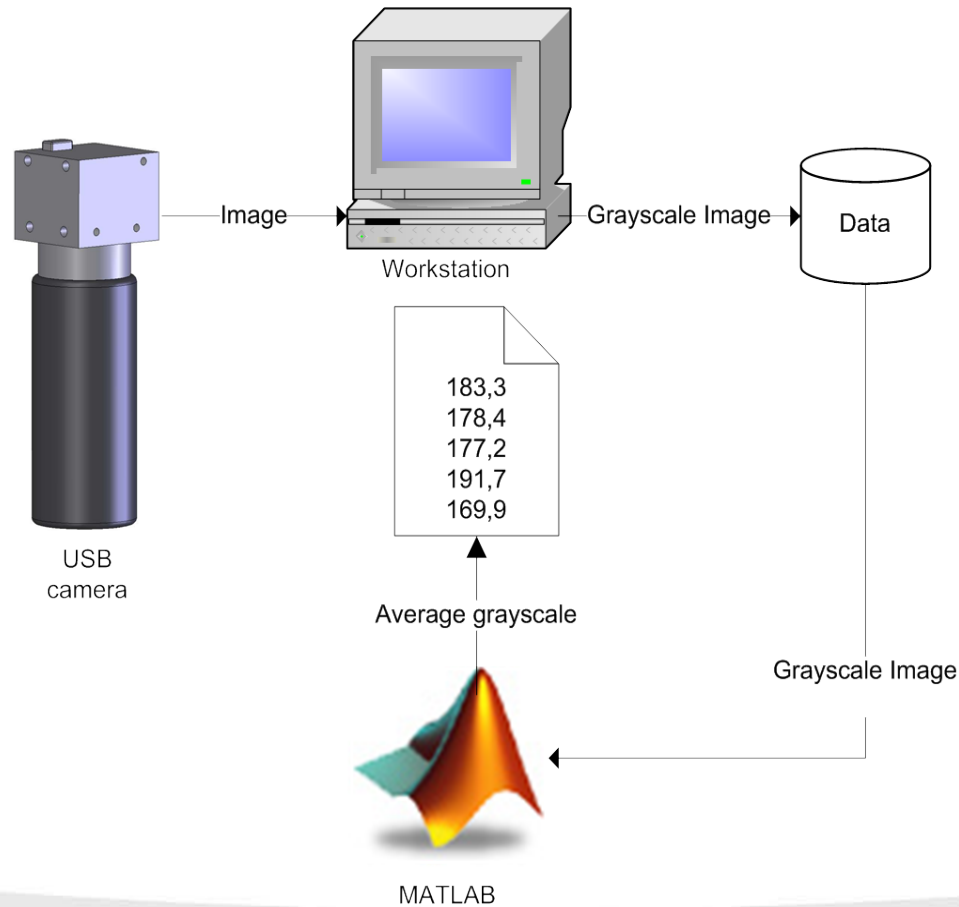 Image
Grayscale Image
Data
Workstation
183,3
178,4
177,2
191,7
169,9
USB
camera
Average grayscale
Grayscale Image
MATLAB